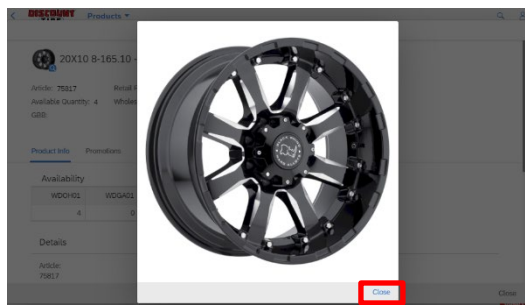 DISCOUNT Products
20X10 8-165.10 -
Article: 75817 Retail
Available Quantity: 4 Wholes
GBB:
Product Info Promotions
Availability
WDOH01 WDGA01
4 0
Details
Article:
75817
Close Close